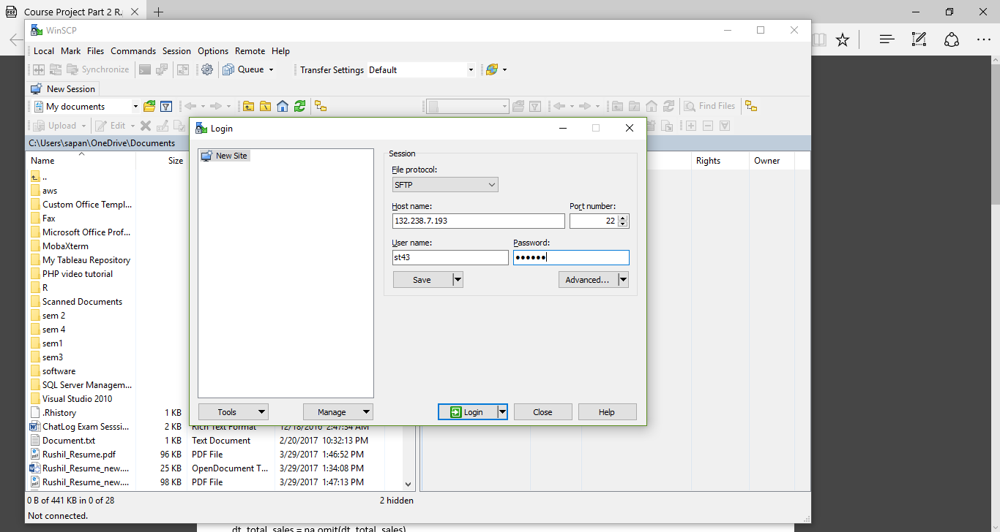 Course Project Part 2 R.
WinSCP
Local Mark Files Commands Session Options Remote Help
Synchronize Queue Transfer Settings Default
New Session
My documents Find Files
Upload Edit
C:\Users\sapan\OneDrive\Documents
Name Size Rights Owner
..
aws
Custom Office Templ...
Fax
Microsoft Office Prof...
MobaXterm
My Tableau Repository
PHP video tutorial
R
Scanned Documents
sem 2
sem 4
sem1
sem3
software
SQL Server Managem...
Visual Studio 2010
.Rhistory 1 KB
ChatLog Exam Sesssi... 2 KB Rich Text Format 12/18/2016 2:47:54 AM
Document.txt 1 KB Text Document 2/20/2017 10:32:13 PM
Rushil_Resume.pdf 96 KB PDF File 3/29/2017 1:46:52 PM
Rushil_Resume_new.... 25 KB OpenDocument T... 3/29/2017 1:34:08 PM
Rushil_Resume_new.... 98 KB PDF File 3/29/2017 1:47:13 PM
0 B of 441 KB in 0 of 28 2 hidden
Not connected.
Login
New Site
Session
File protocol:
SFTP
Host name: Port number:
132.238.7.193 22
User name: Password:
st43 ●●●●●●
Save Advanced...
Tools Manage Login Close Help
dt_total_sales = na.omit(dt_total_sales)